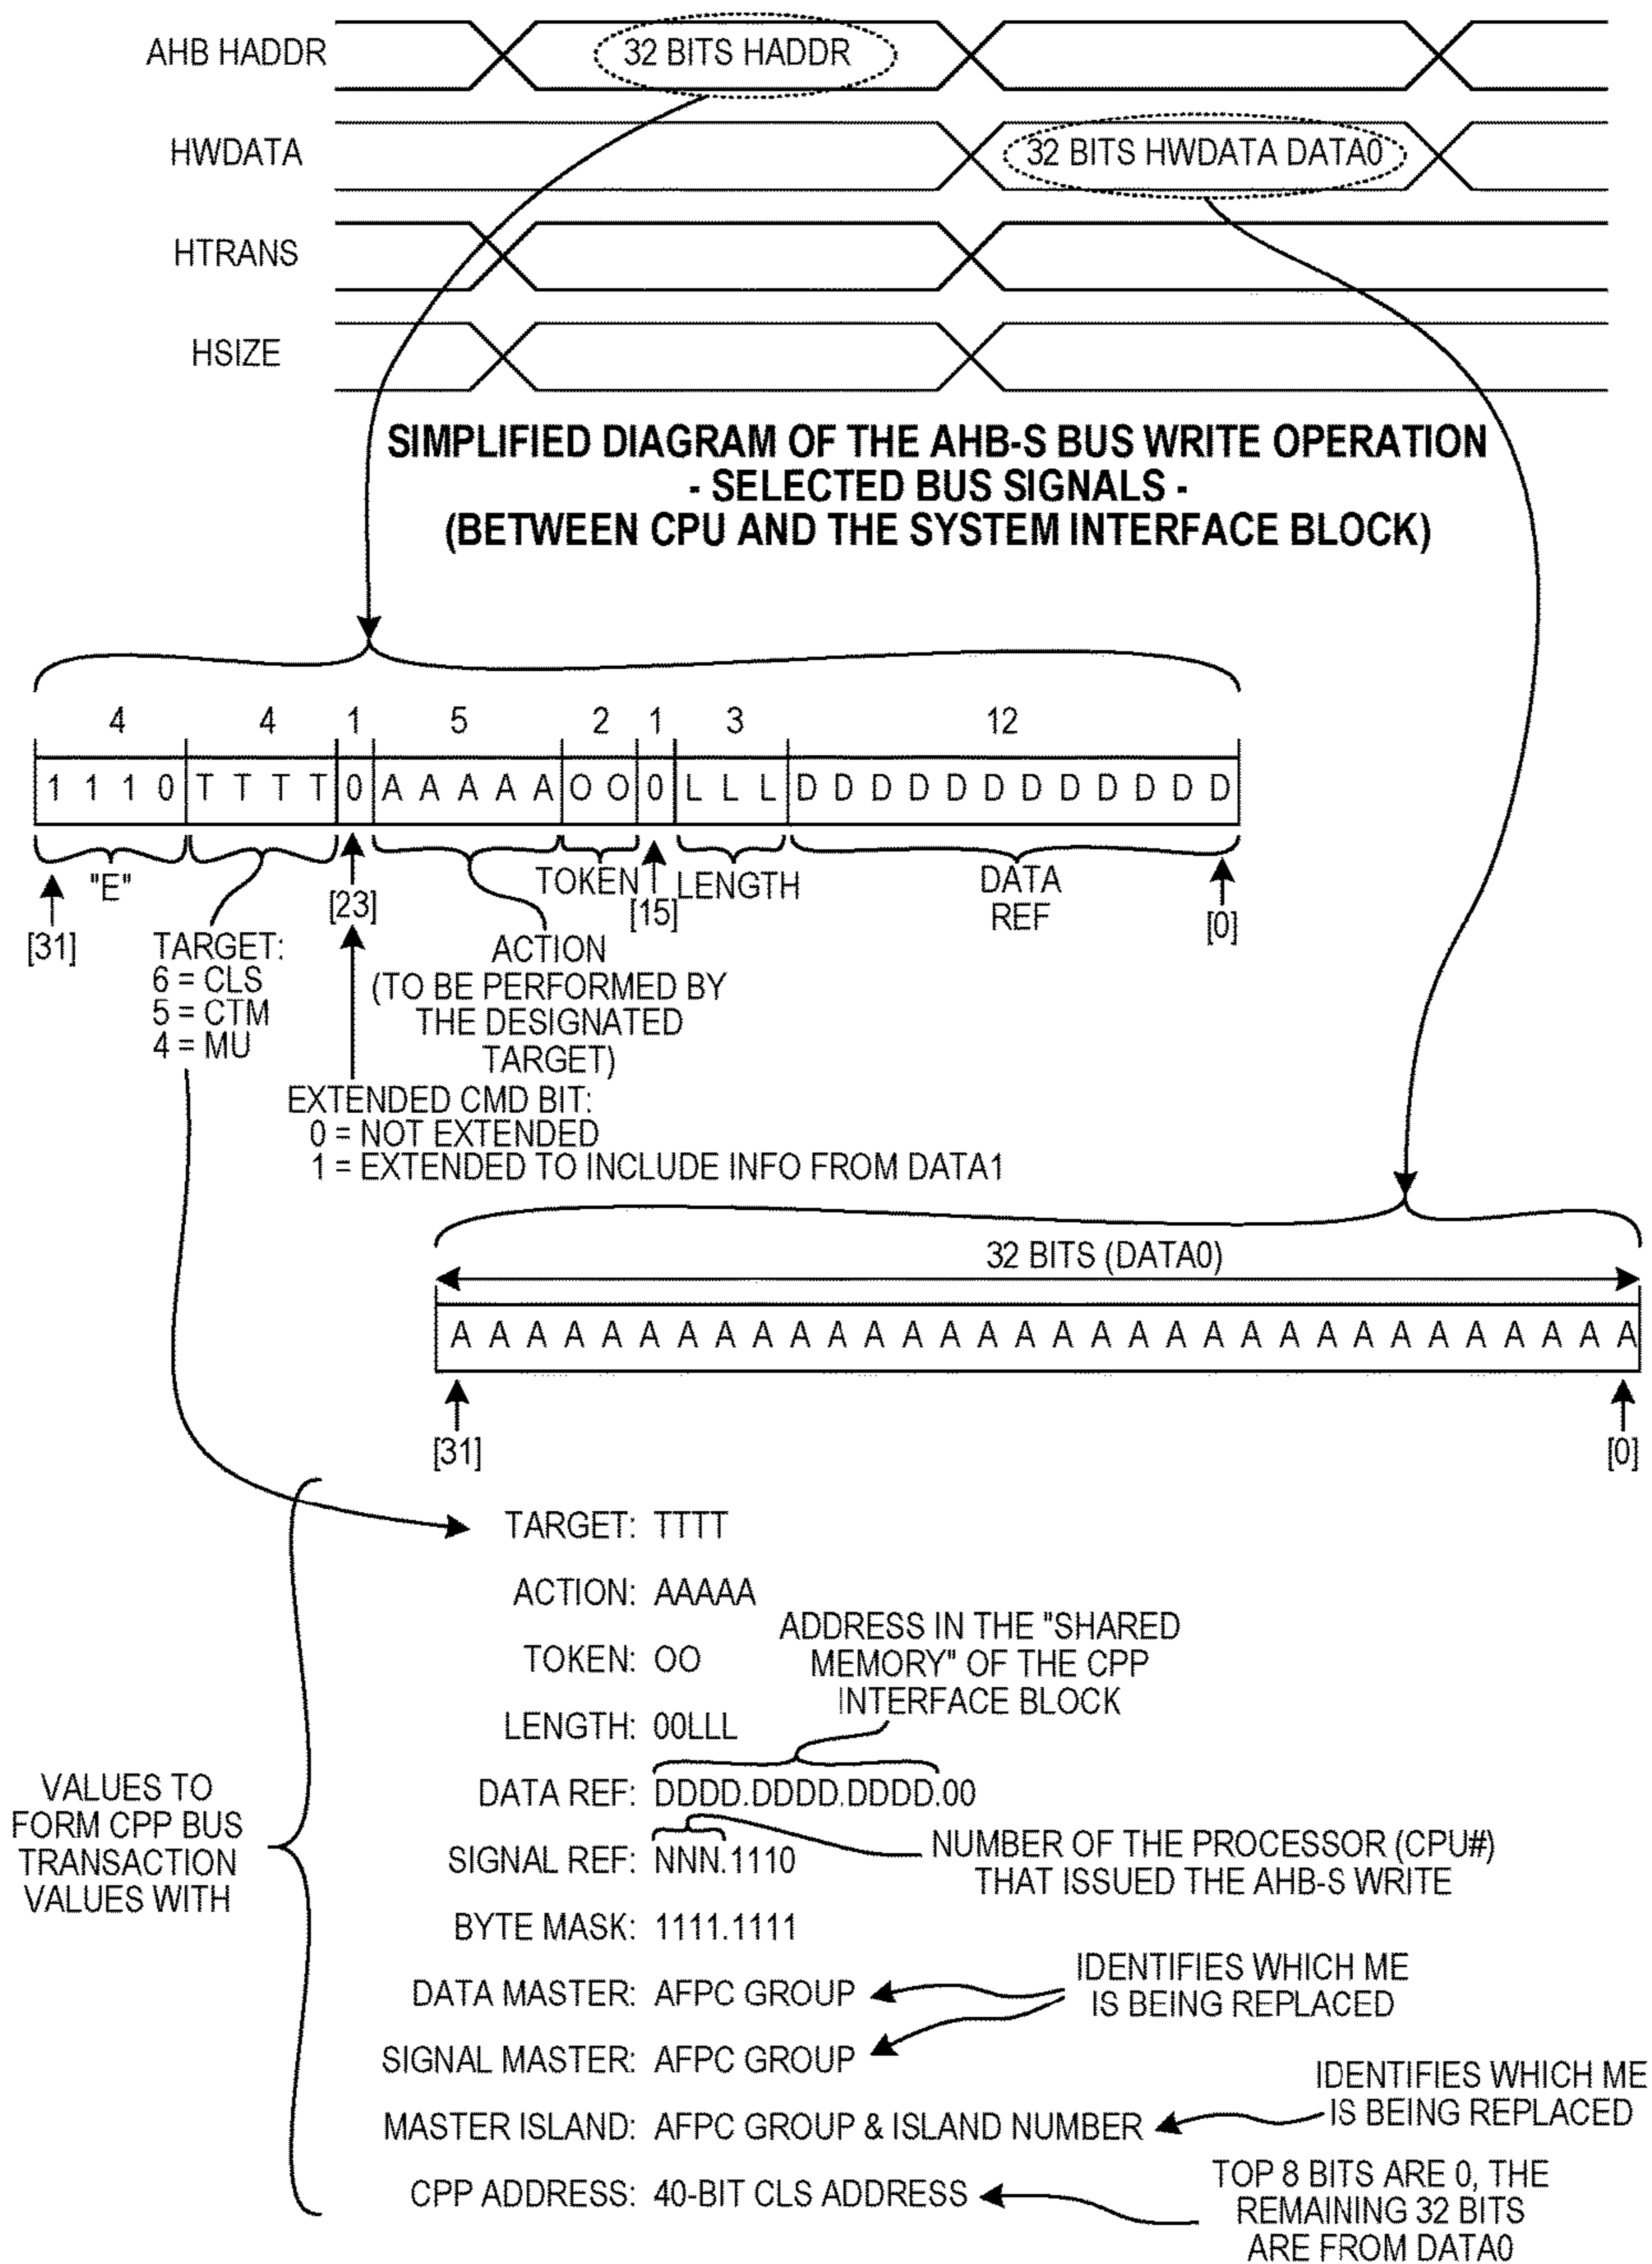 AHB HADDR
32 BITS HADDR
HWDATA
32 BITS HWDATA DATA0
HTRANS
HSIZE
SIMPLIFIED DIAGRAM OF THE AHB-S BUS WRITE OPERATION
- SELECTED BUS SIGNALS -
(BETWEEN CPU AND THE SYSTEM INTERFACE BLOCK)
4 4 1 5 2 1 3 12
1 1 1 0 T T T T 0 A A A A A O O 0 L L L D D D D D D D D D D D D
"E"
[31]
TARGET:
6 = CLS
5 = CTM
4 = MU
[23]
ACTION
(TO BE PERFORMED BY
THE DESIGNATED
TARGET)
TOKEN
[15]
LENGTH
DATA
REF
[0]
EXTENDED CMD BIT:
0 = NOT EXTENDED
1 = EXTENDED TO INCLUDE INFO FROM DATA1
32 BITS (DATA0)
A A A A A A A A A A A A A A A A A A A A A A A A A A A A A A A A
[31]
[0]
VALUES TO
FORM CPP BUS
TRANSACTION
VALUES WITH
TARGET: TTTT
ACTION: AAAAA
TOKEN: OO
LENGTH: 00LLL
ADDRESS IN THE "SHARED
MEMORY" OF THE CPP
INTERFACE BLOCK
DATA REF: DDDD.DDDD.DDDD.00
SIGNAL REF: NNN.1110
NUMBER OF THE PROCESSOR (CPU#)
THAT ISSUED THE AHB-S WRITE
BYTE MASK: 1111.1111
DATA MASTER: AFPC GROUP
IDENTIFIES WHICH ME
IS BEING REPLACED
SIGNAL MASTER: AFPC GROUP
MASTER ISLAND: AFPC GROUP & ISLAND NUMBER
IDENTIFIES WHICH ME
IS BEING REPLACED
CPP ADDRESS: 40-BIT CLS ADDRESS
TOP 8 BITS ARE 0, THE
REMAINING 32 BITS
ARE FROM DATA0